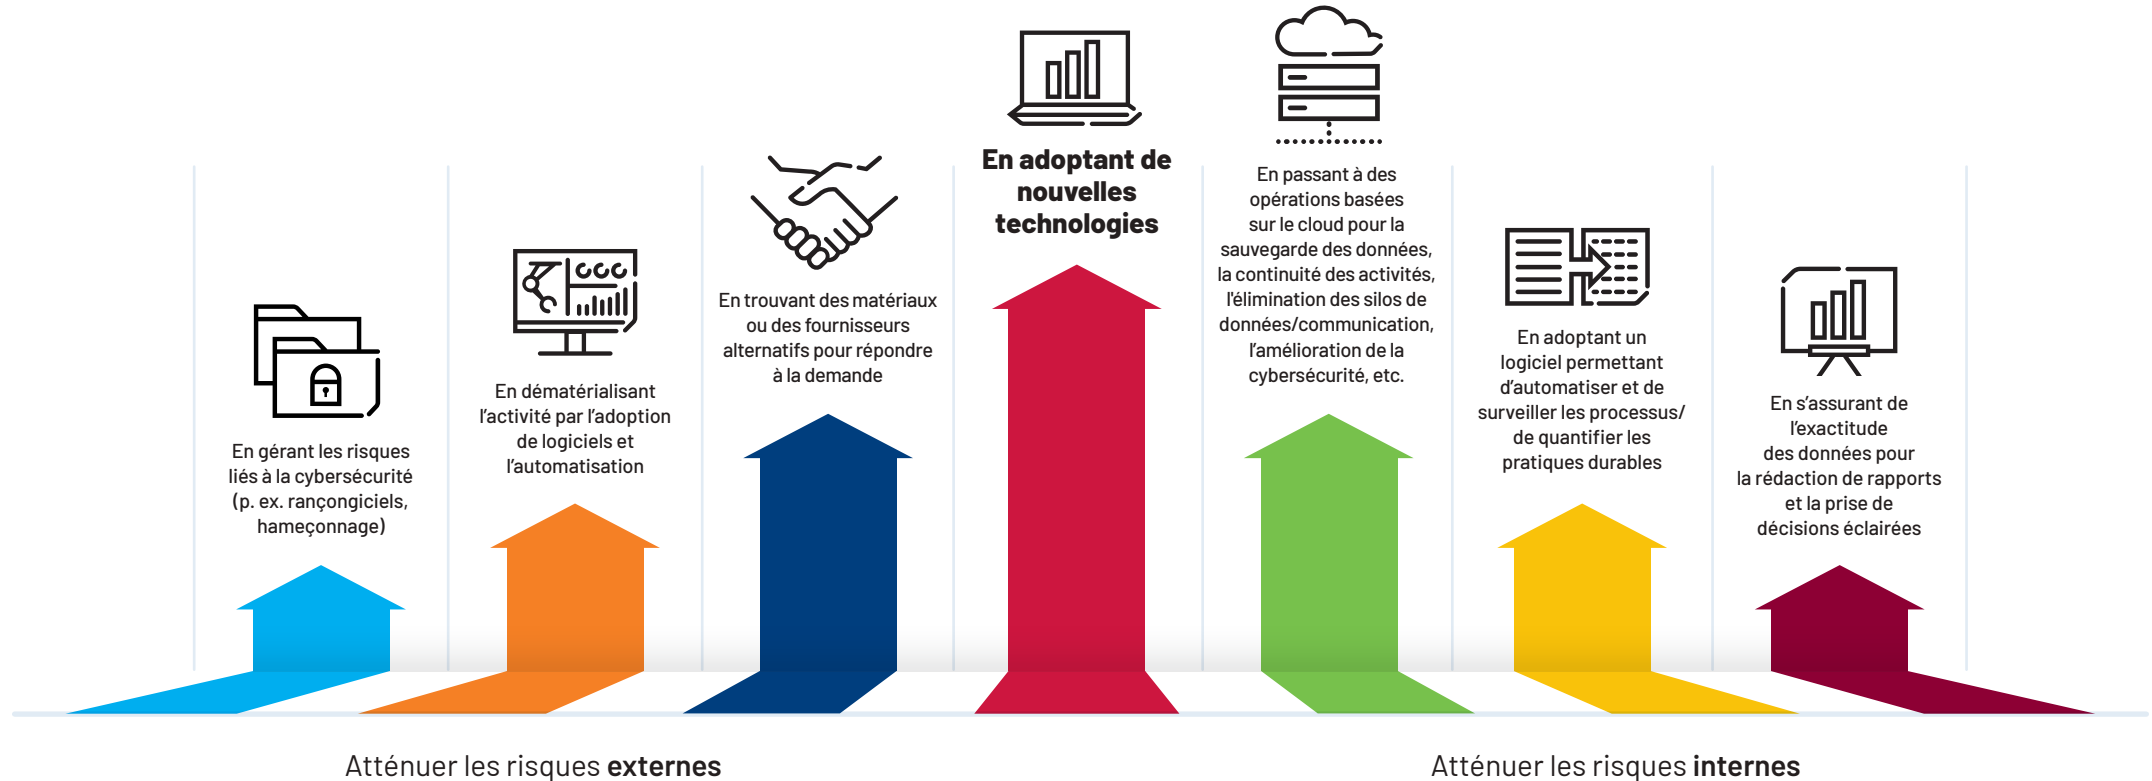 En gérant les risques
liés à la cybersécurité
(p. ex. rançongiciels,
hameçonnage)
En dématérialisant
l’activité par l’adoption
de logiciels et
l’automatisation
En trouvant des matériaux
ou des fournisseurs
alternatifs pour répondre
à la demande
En adoptant de
nouvelles
technologies
En passant à des
opérations basées
sur le cloud pour la
sauvegarde des données,
la continuité des activités,
l'élimination des silos de
données/communication,
l’amélioration de la
cybersécurité, etc.
En adoptant un
logiciel permettant
d’automatiser et de
surveiller les processus/
de quantifier les
pratiques durables
En s’assurant de
l’exactitude
des données pour
la rédaction de rapports
et la prise de
décisions éclairées
Atténuer les risques externes
Atténuer les risques internes